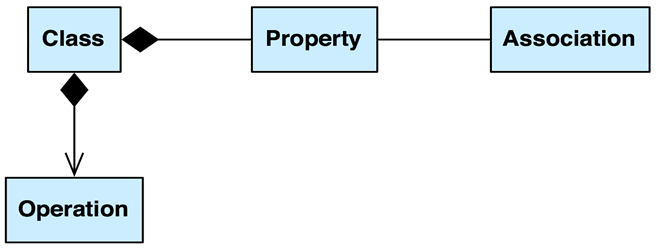 Class
Property
Association
Operation